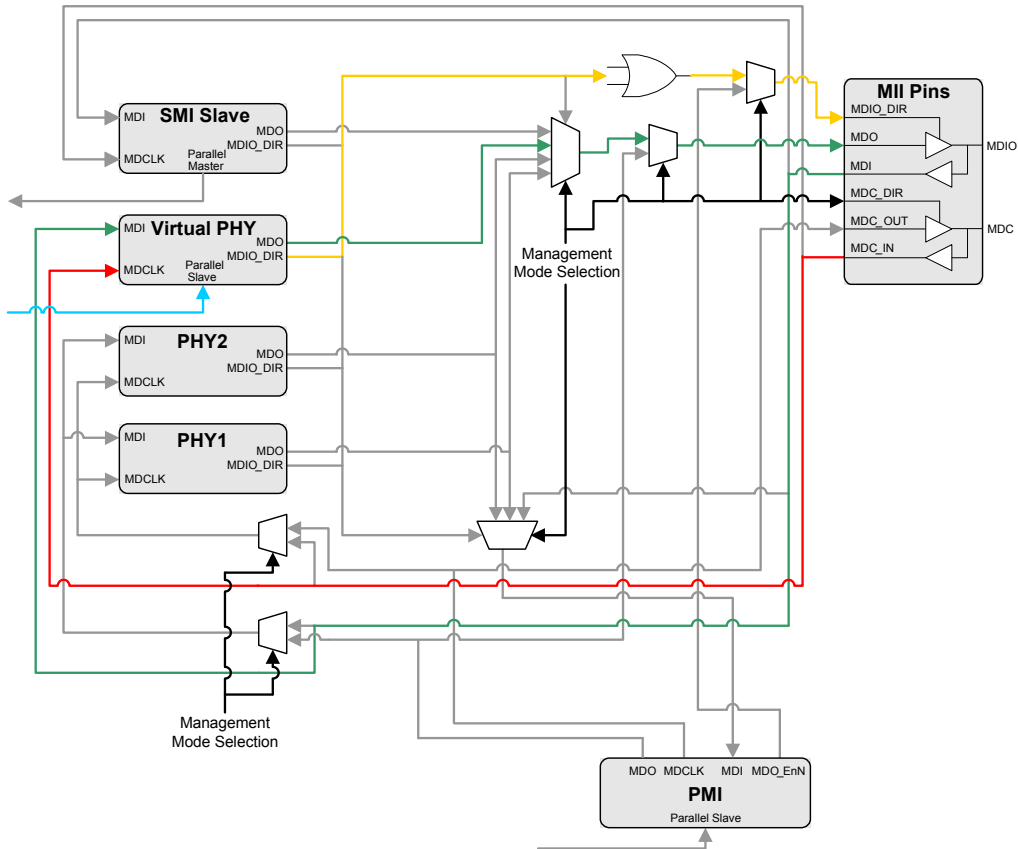 MII Pins
MDIO_DIR
MDO
MDI
MDC_DIR
MDC_OUT
MDC_IN
MDIO
MDC
SMI Slave
MDI
MDCLK
MDO
MDIO_DIR
Parallel
Master
Virtual PHY
MDI
MDCLK
MDO
MDIO_DIR
Parallel
Slave
Management
Mode Selection
PHY2
MDI
MDCLK
MDO
MDIO_DIR
PHY1
MDI
MDCLK
MDO
MDIO_DIR
Management
Mode Selection
MDO MDCLK MDI MDO_EnN
PMI
Parallel Slave